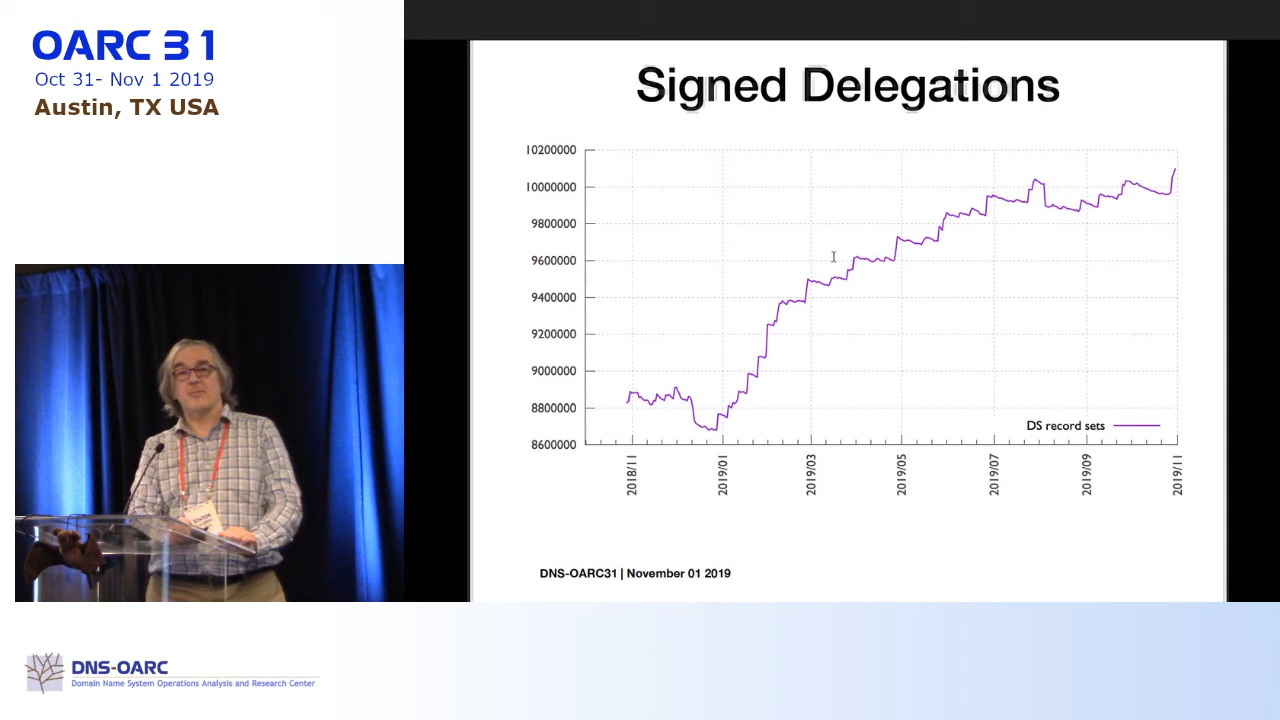 OARC 31
Oct 31- Nov 1 2019
Austin, TX USA
Signed Delegations
10200000
10000000
9800000
9600000
9400000
9200000
9000000
8800000
8600000
DS record sets
2018/11
2019/01
2019/03
2019/05
2019/07
2019/09
2019/11
DNS-OARC31 | November 01 2019
DNS-OARC
Domain Name System Operations Analysis and Research Center